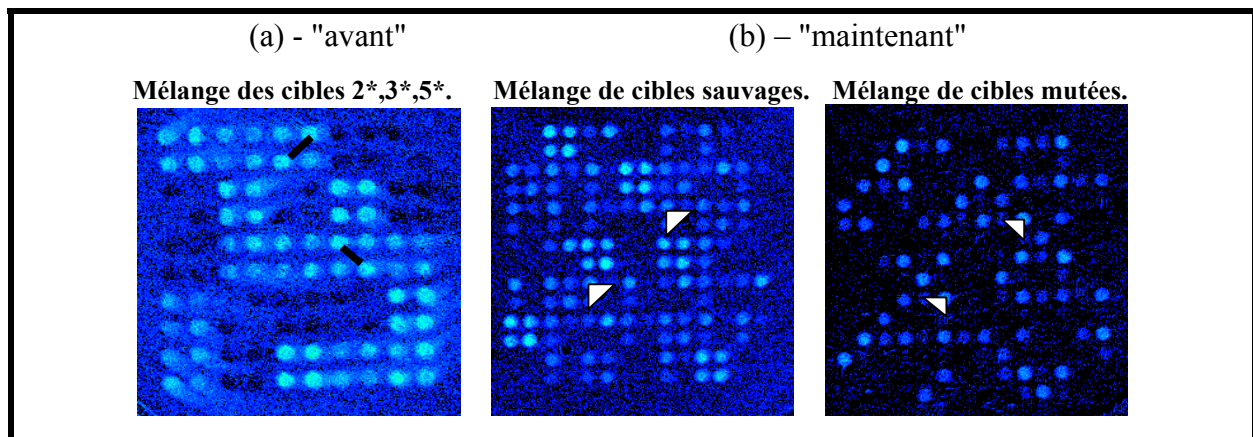 (a) - "avant"
(b) – "maintenant"
Mélange des cibles 2*,3*,5*.
Mélange de cibles sauvages.
Mélange de cibles mutées.